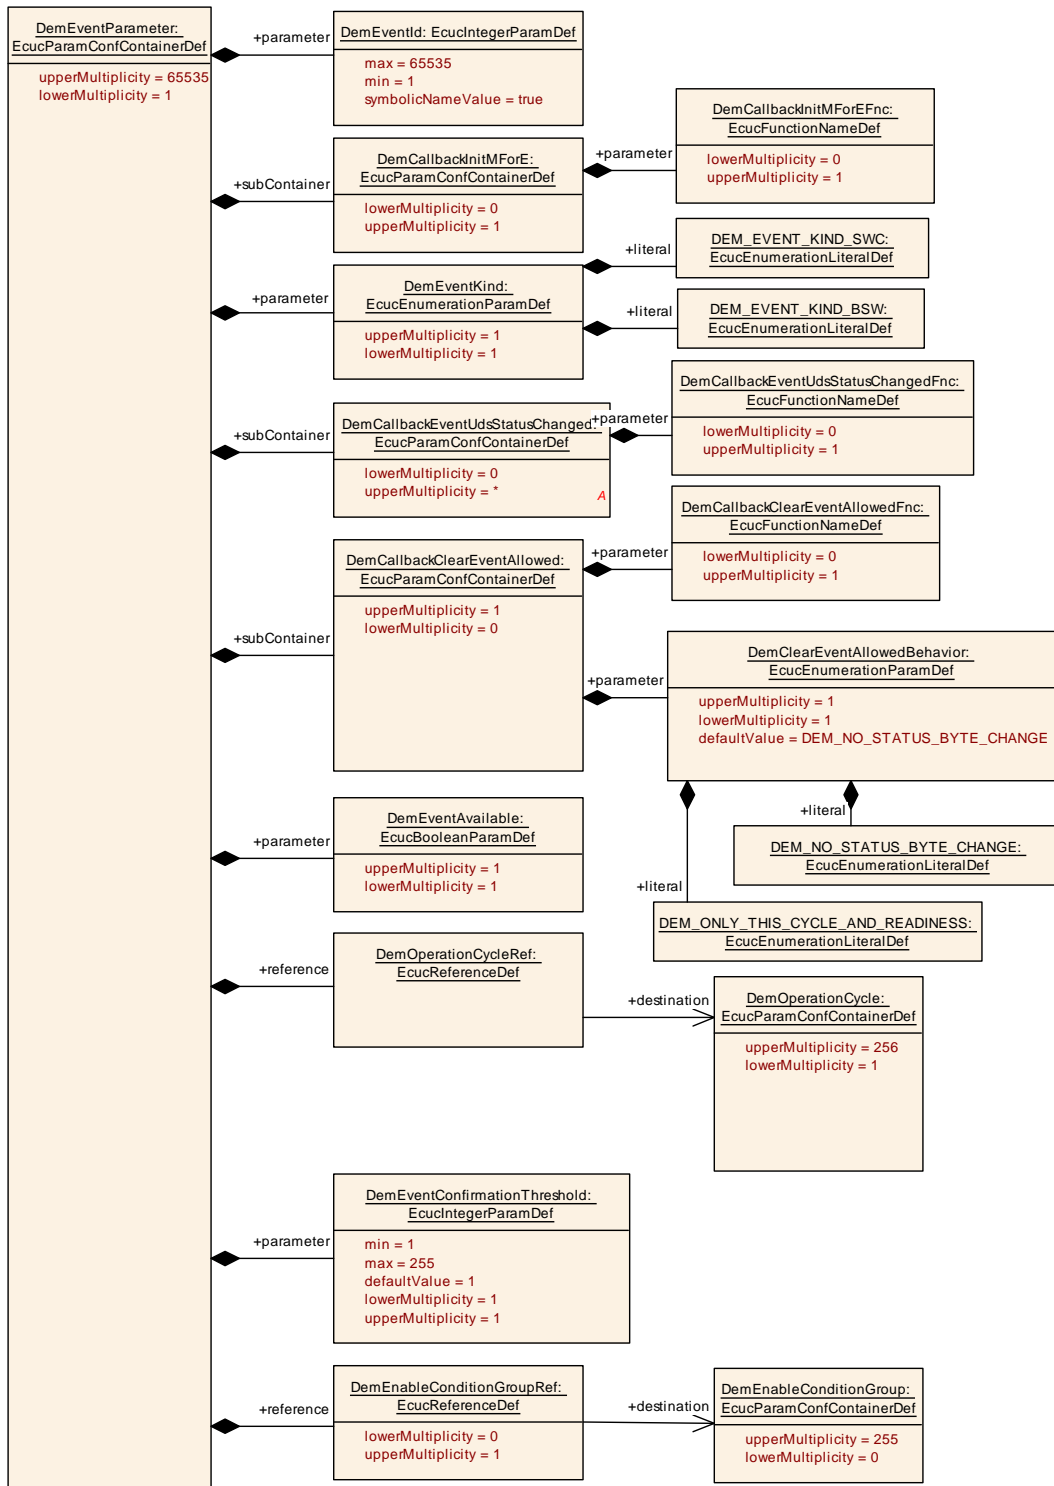 DemEventParameter:
EcucParamConfContainerDef
upperMultiplicity = 65535
lowerMultiplicity = 1
+parameter
DemEventId: EcucIntegerParamDef
max = 65535
min = 1
symbolicNameValue = true
+subContainer
DemCallbackInitMForE:
EcucParamConfContainerDef
lowerMultiplicity = 0
upperMultiplicity = 1
+parameter
DemCallbackInitMForEFnc:
EcucFunctionNameDef
lowerMultiplicity = 0
upperMultiplicity = 1
+parameter
DemEventKind:
EcucEnumerationParamDef
upperMultiplicity = 1
lowerMultiplicity = 1
+literal
DEM_EVENT_KIND_SWC:
EcucEnumerationLiteralDef
+literal
DEM_EVENT_KIND_BSW:
EcucEnumerationLiteralDef
+subContainer
DemCallbackEventUdsStatusChanged:
EcucParamConfContainerDef
lowerMultiplicity = 0
upperMultiplicity = *
A
+parameter
DemCallbackEventUdsStatusChangedFnc:
EcucFunctionNameDef
lowerMultiplicity = 0
upperMultiplicity = 1
+subContainer
DemCallbackClearEventAllowed:
EcucParamConfContainerDef
upperMultiplicity = 1
lowerMultiplicity = 0
+parameter
DemCallbackClearEventAllowedFnc:
EcucFunctionNameDef
lowerMultiplicity = 0
upperMultiplicity = 1
+parameter
DemClearEventAllowedBehavior:
EcucEnumerationParamDef
upperMultiplicity = 1
lowerMultiplicity = 1
defaultValue = DEM_NO_STATUS_BYTE_CHANGE
+literal
DEM_NO_STATUS_BYTE_CHANGE:
EcucEnumerationLiteralDef
+literal
DEM_ONLY_THIS_CYCLE_AND_READINESS:
EcucEnumerationLiteralDef
+parameter
DemEventAvailable:
EcucBooleanParamDef
upperMultiplicity = 1
lowerMultiplicity = 1
+reference
DemOperationCycleRef:
EcucReferenceDef
+destination
DemOperationCycle:
EcucParamConfContainerDef
upperMultiplicity = 256
lowerMultiplicity = 1
+parameter
DemEventConfirmationThreshold:
EcucIntegerParamDef
min = 1
max = 255
defaultValue = 1
lowerMultiplicity = 1
upperMultiplicity = 1
+reference
DemEnableConditionGroupRef:
EcucReferenceDef
lowerMultiplicity = 0
upperMultiplicity = 1
+destination
DemEnableConditionGroup:
EcucParamConfContainerDef
upperMultiplicity = 255
lowerMultiplicity = 0